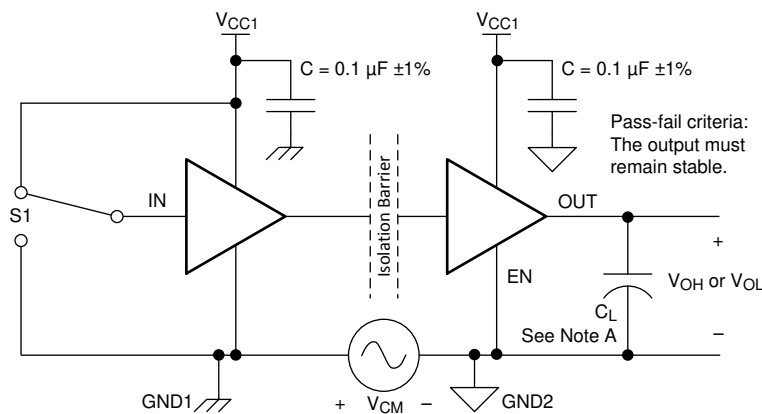 VCC1
VCC1
C = 0.1 µF ±1%
C = 0.1 µF ±1%
Pass-fail criteria:
The output must
remain stable.
Isolation Barrier
IN
OUT
S1
+
EN
VOH or VOL
CL
See Note A
–
GND1
+ VCM –
GND2